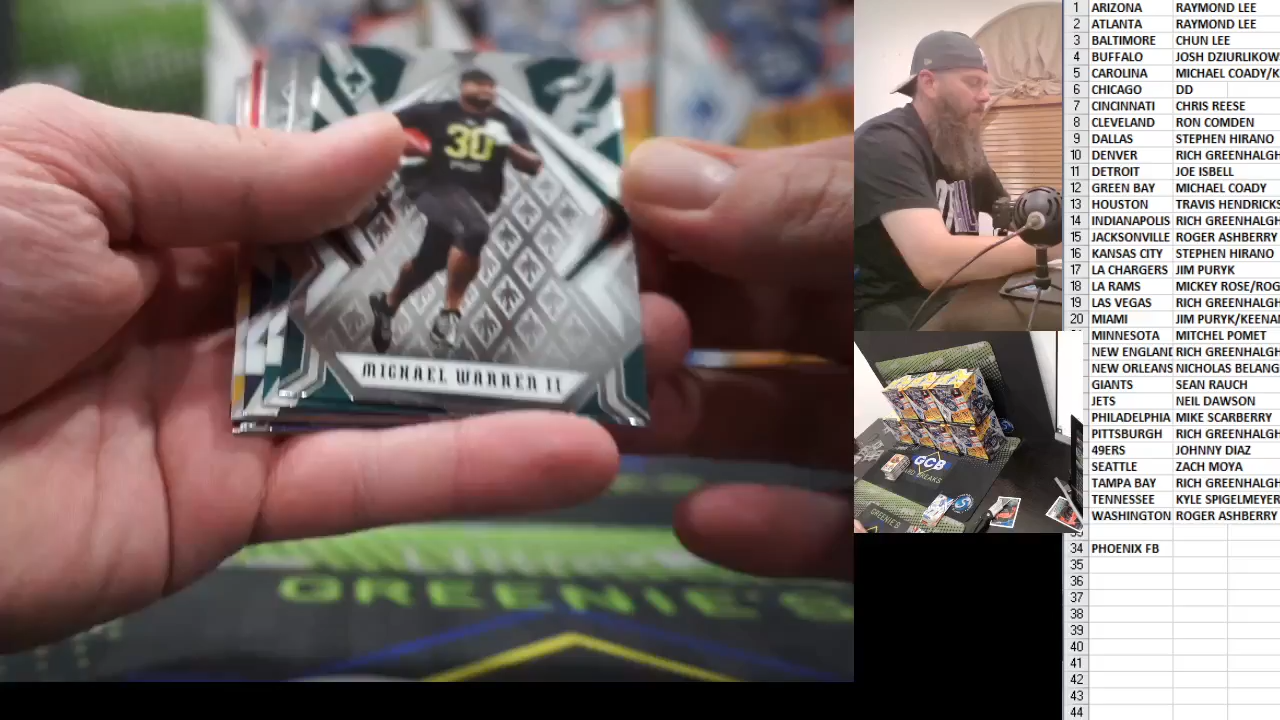 30
MICHAEL WARREN II
GREENIE'S
GCB
BREAKS
GREENIE'S
1 ARIZONA RAYMOND LEE
2 ATLANTA RAYMOND LEE
3 BALTIMORE CHUN LEE
4 BUFFALO JOSH DZIURLIKOW
5 CAROLINA MICHAEL COADY/K
6 CHICAGO DD
7 CINCINNATI CHRIS REESE
8 CLEVELAND RON COMDEN
9 DALLAS STEPHEN HIRANO
10 DENVER RICH GREENHALGH
11 DETROIT JOE ISBELL
12 GREEN BAY MICHAEL COADY
13 HOUSTON TRAVIS HENDRICKS
14 INDIANAPOLIS RICH GREENHALGH
15 JACKSONVILLE ROGER ASHBERRY
16 KANSAS CITY STEPHEN HIRANO
17 LA CHARGERS JIM PURYK
18 LA RAMS MICKEY ROSE/ROG
19 LAS VEGAS RICH GREENHALGH
20 MIAMI JIM PURYK/KEENA
MINNESOTA MITCHEL POMET
NEW ENGLAND RICH GREENHALGH
NEW ORLEANS NICHOLAS BELANG
GIANTS SEAN RAUCH
JETS NEIL DAWSON
PHILADELPHIA MIKE SCARBERRY
PITTSBURGH RICH GREENHALGH
49ERS JOHNNY DIAZ
SEATTLE ZACH MOYA
TAMPA BAY RICH GREENHALGH
TENNESSEE KYLE SPIGELMEYER
WASHINGTON ROGER ASHBERRY
34 PHOENIX FB
35
36
37
38
39
40
41
42
43
44